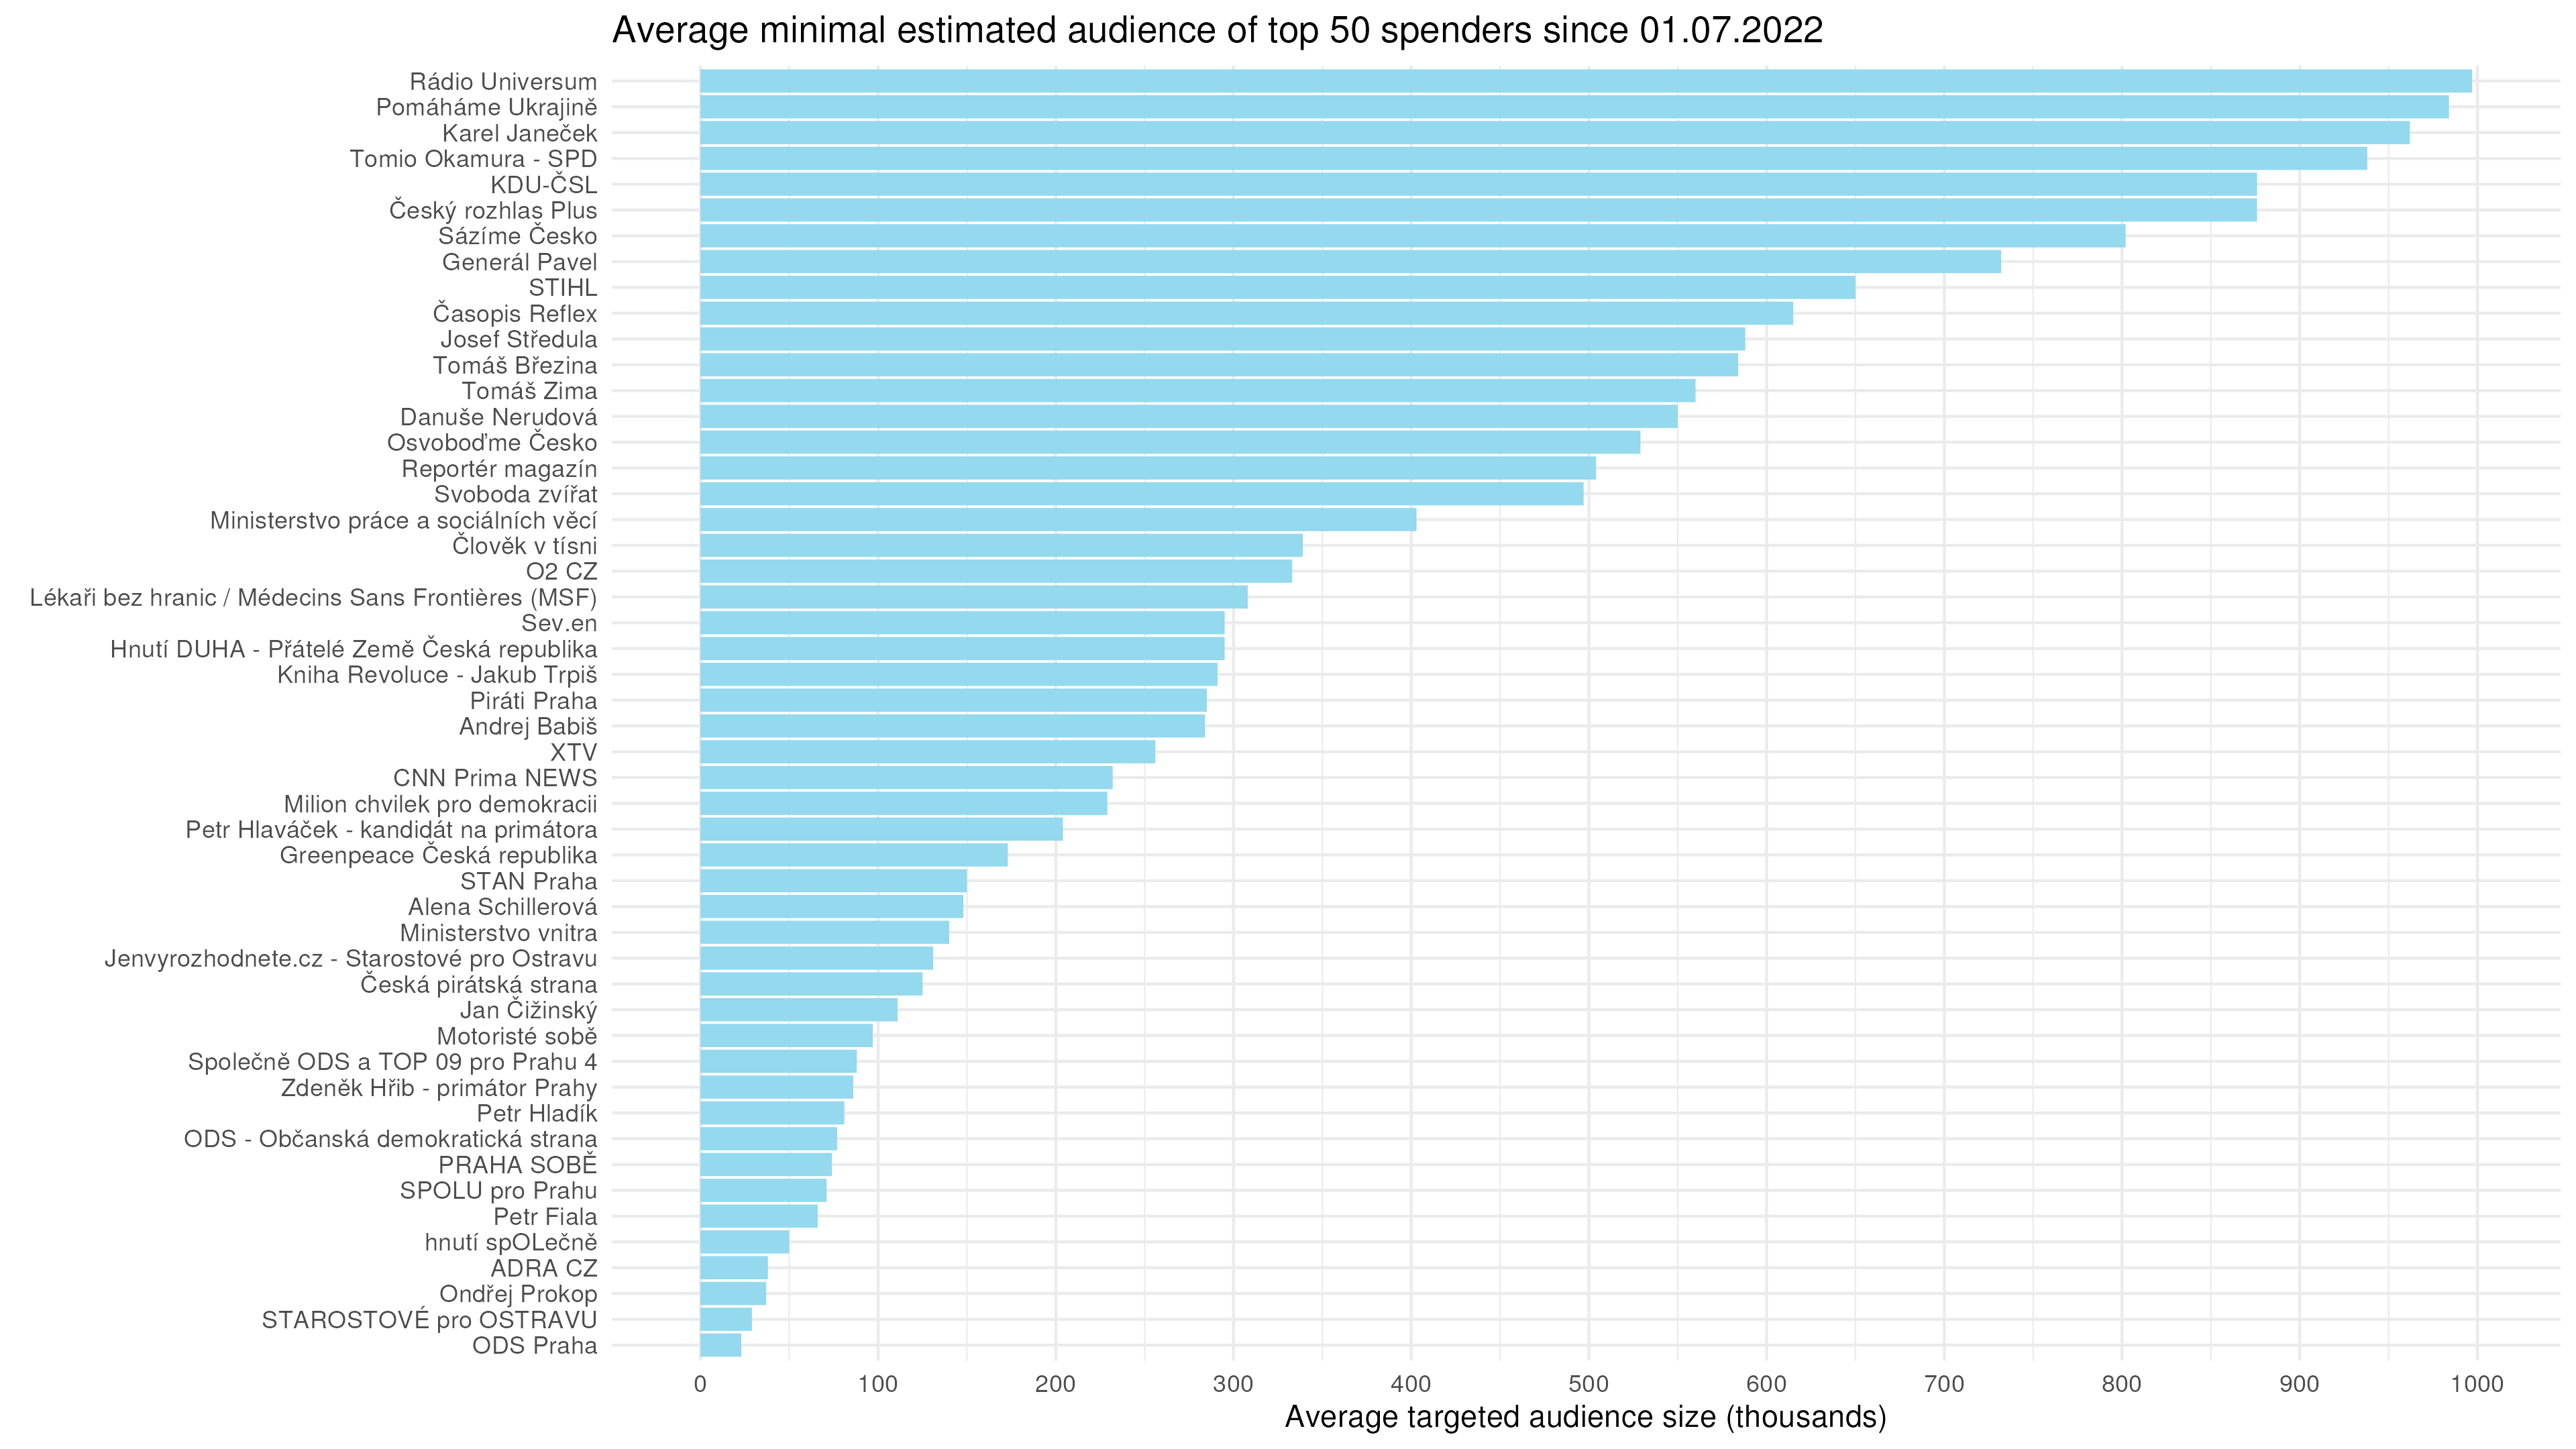 Average minimal estimated audience of top 50 spenders since 01.07.2022
Rádio Universum
Pomáháme Ukrajině
Karel Janeček
Tomio Okamura - SPD
KDU-ČSL
Český rozhlas Plus
Sázíme Česko
Generál Pavel
STIHL
Časopis Reflex
Josef Středula
Tomáš Březina
Tomáš Zima
Danuše Nerudová
Osvoboďme Česko
Reportér magazín
Svoboda zvířat
Ministerstvo práce a sociálních věcí
Člověk v tísni
O2 CZ
Lékaři bez hranic / Médecins Sans Frontières (MSF)
Sev.en
Hnutí DUHA - Přátelé Země Česká republika
Kniha Revoluce - Jakub Trpiš
Piráti Praha
Andrej Babiš
XTV
CNN Prima NEWS
Milion chvilek pro demokracii
Petr Hlaváček - kandidát na primátora
Greenpeace Česká republika
STAN Praha
Alena Schillerová
Ministerstvo vnitra
Jenvyrozhodnete.cz - Starostové pro Ostravu
Česká pirátská strana
Jan Čižinský
Motoristé sobě
Společně ODS a TOP 09 pro Prahu 4
Zdeněk Hřib - primátor Prahy
Petr Hladík
ODS - Občanská demokratická strana
PRAHA SOBĚ
SPOLU pro Prahu
Petr Fiala
hnutí spOLečně
ADRA CZ
Ondřej Prokop
STAROSTOVÉ pro OSTRAVU
ODS Praha
0 100 200 300 400 500 600 700 800 900 1000
Average targeted audience size (thousands)